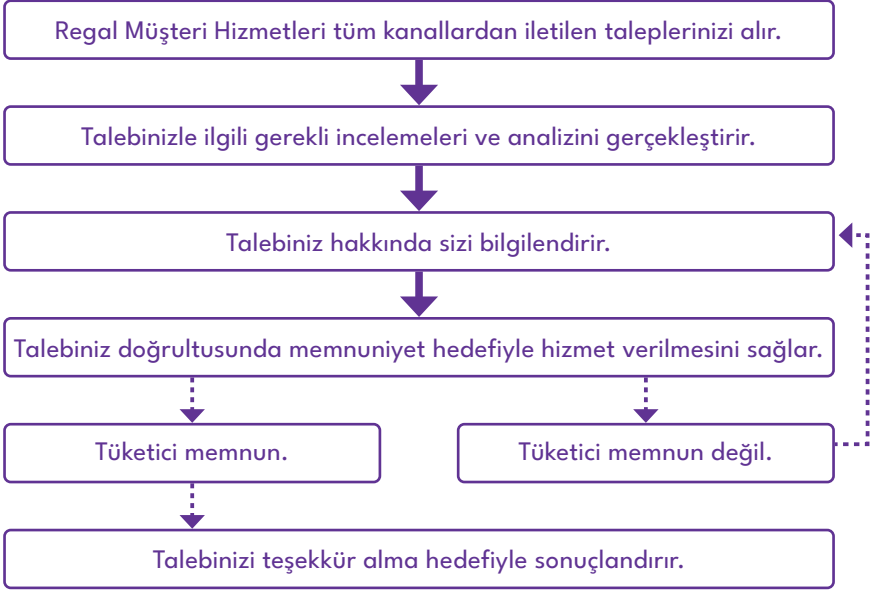 Regal Müşteri Hizmetleri tüm kanallardan iletilen taleplerinizi alır.
Talebinizle ilgili gerekli incelemeleri ve analizini gerçekleştirir.
Talebiniz hakkında sizi bilgilendirir.
Talebiniz doğrultusunda memnuniyet hedefiyle hizmet verilmesini sağlar.
Tüketici memnun.
Tüketici memnun değil.
Talebinizi teşekkür alma hedefiyle sonuçlandırır.